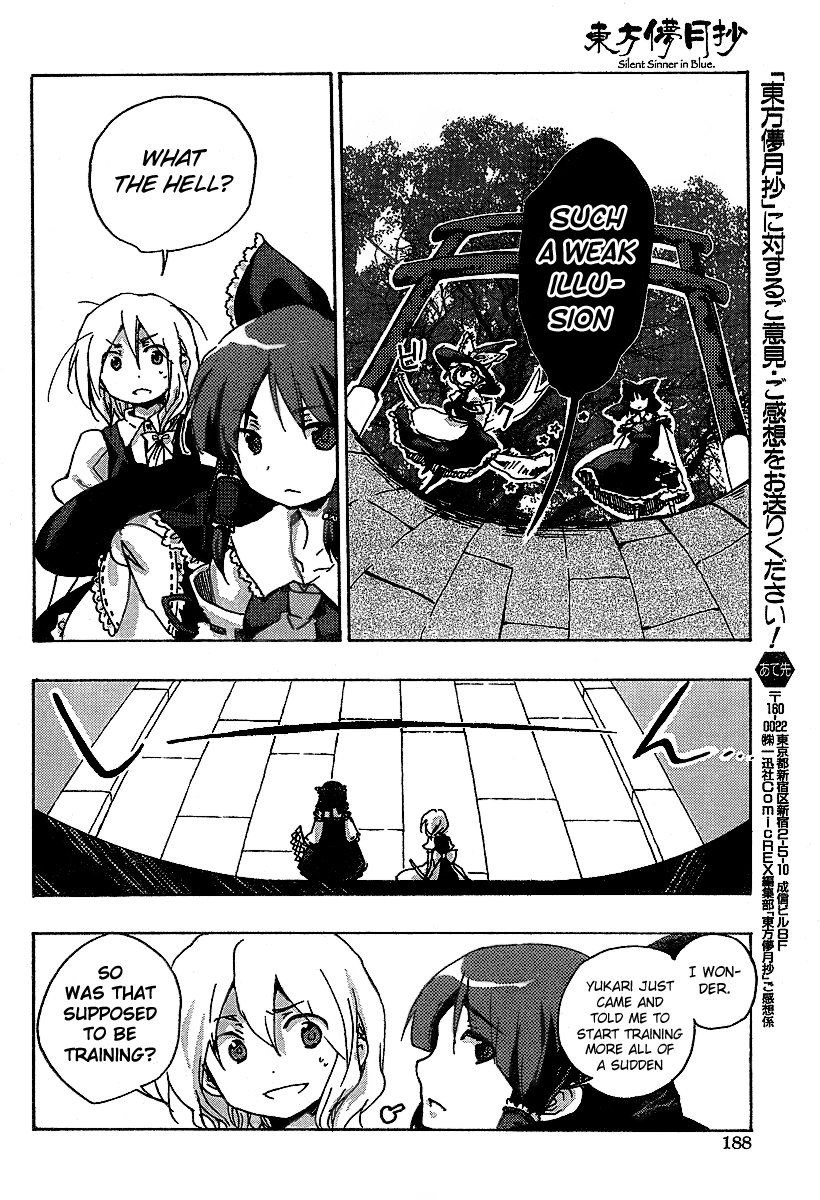 東方儚月抄
Silent Sinner in Blue.
「東方儚月抄」に対するご意見・ご感想をお送りください!
あて先
〒160-0022 東京都新宿区新宿2-5-10 成信ビル8F
㈱一迅社ComicREX編集部「東方儚月抄」ご感想係
SUCH
A WEAK
ILLU-
SION
WHAT
THE HELL?
しーん…
I WON-
DER.
YUKARI JUST
CAME AND
TOLD ME TO
START TRAINING
MORE ALL OF
A SUDDEN
SO
WAS THAT
SUPPOSED
TO BE
TRAINING?
188